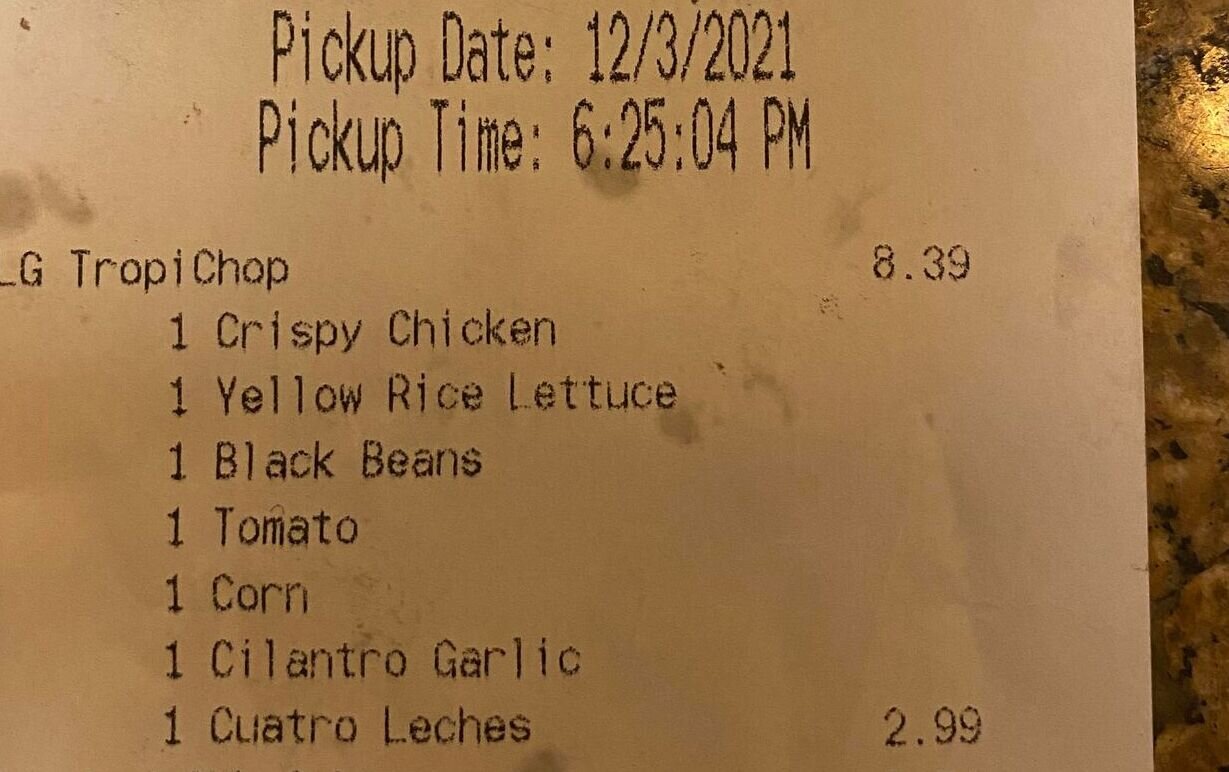 Pickup Date: 12/3/2021
Pickup Time: 6:25:04 PM
LG TropiChop 8.39
1 Crispy Chicken
1 Yellow Rice Lettuce
1 Black Beans
1 Tomato
1 Corn
1 Cilantro Garlic
1 Cuatro Leches 2.99